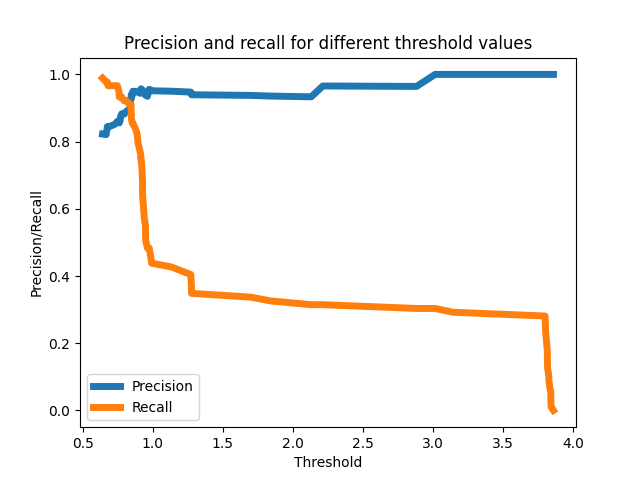 Precision and recall for different threshold values
1.0
0.8
0.6
0.4
0.2
0.0
Precision/Recall
Precision
Recall
0.5 1.0 1.5 2.0 2.5 3.0 3.5 4.0
Threshold